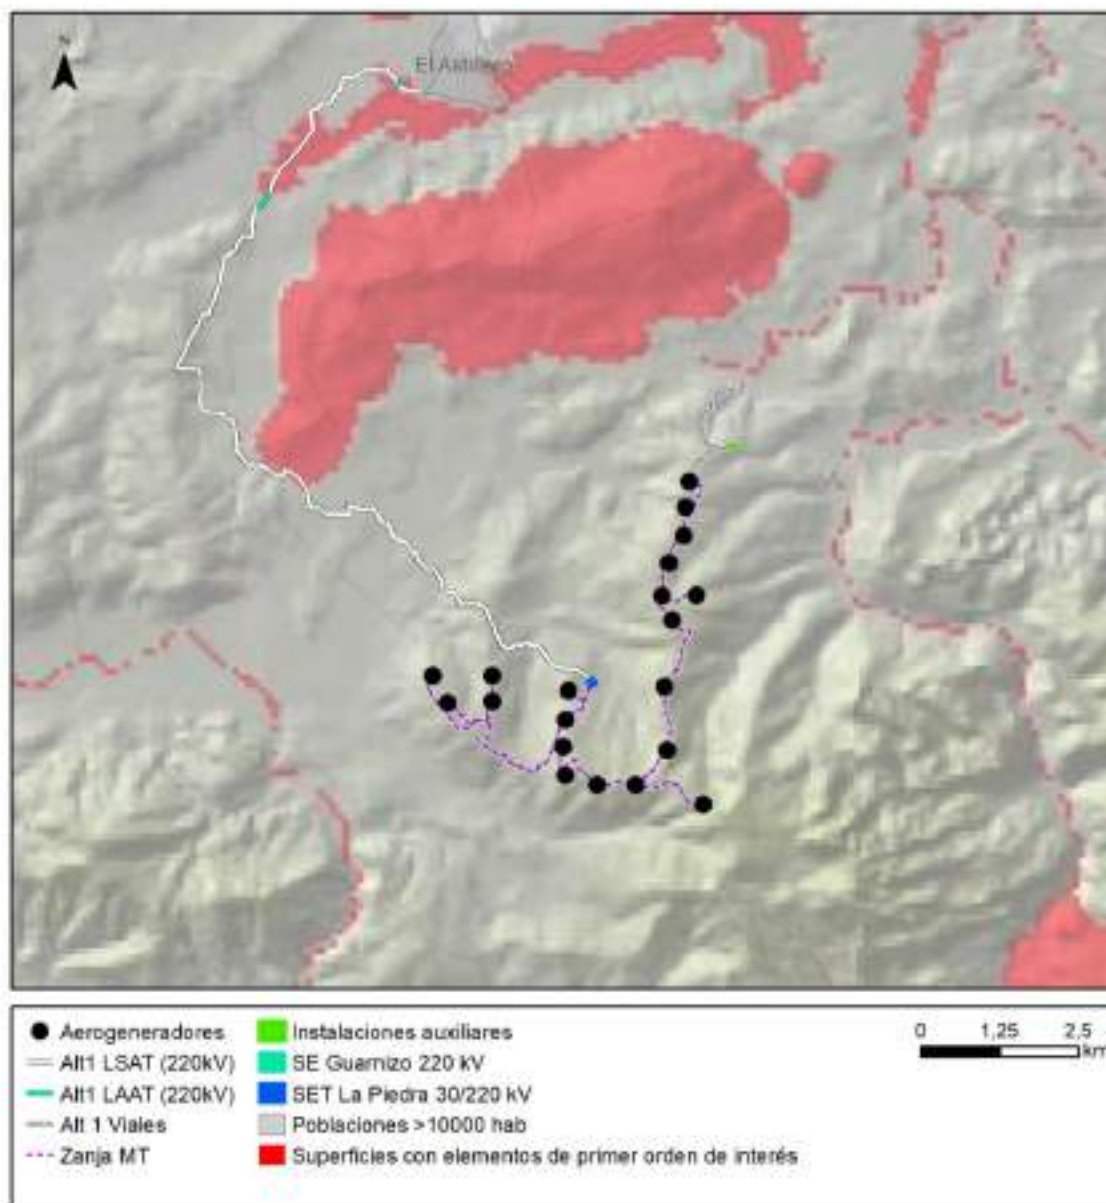 N
El Astillero
Aerogeneradores
Alt1 LSAT (220kV)
Alt1 LAAT (220kV)
Alt 1 Viales
Zanja MT
Instalaciones auxiliares
SE Guarnizo 220 kV
SET La Piedra 30/220 kV
Poblaciones >10000 hab
Superficies con elementos de primer orden de interés
0 1,25 2,5
km